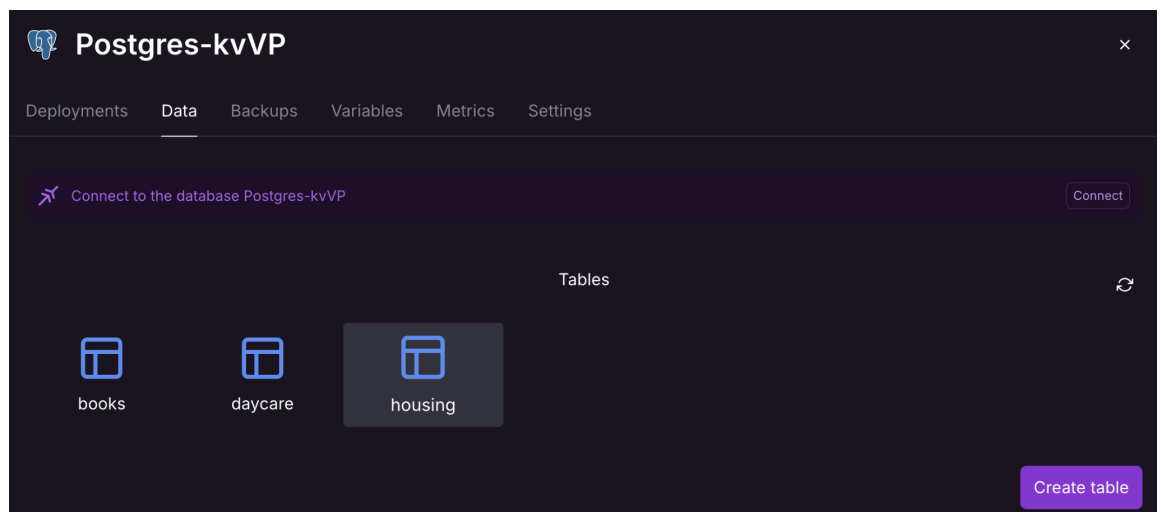 Postgres-kvVP
Deployments Data Backups Variables Metrics Settings
Connect to the database Postgres-kvVP Connect
Tables
books daycare housing
Create table